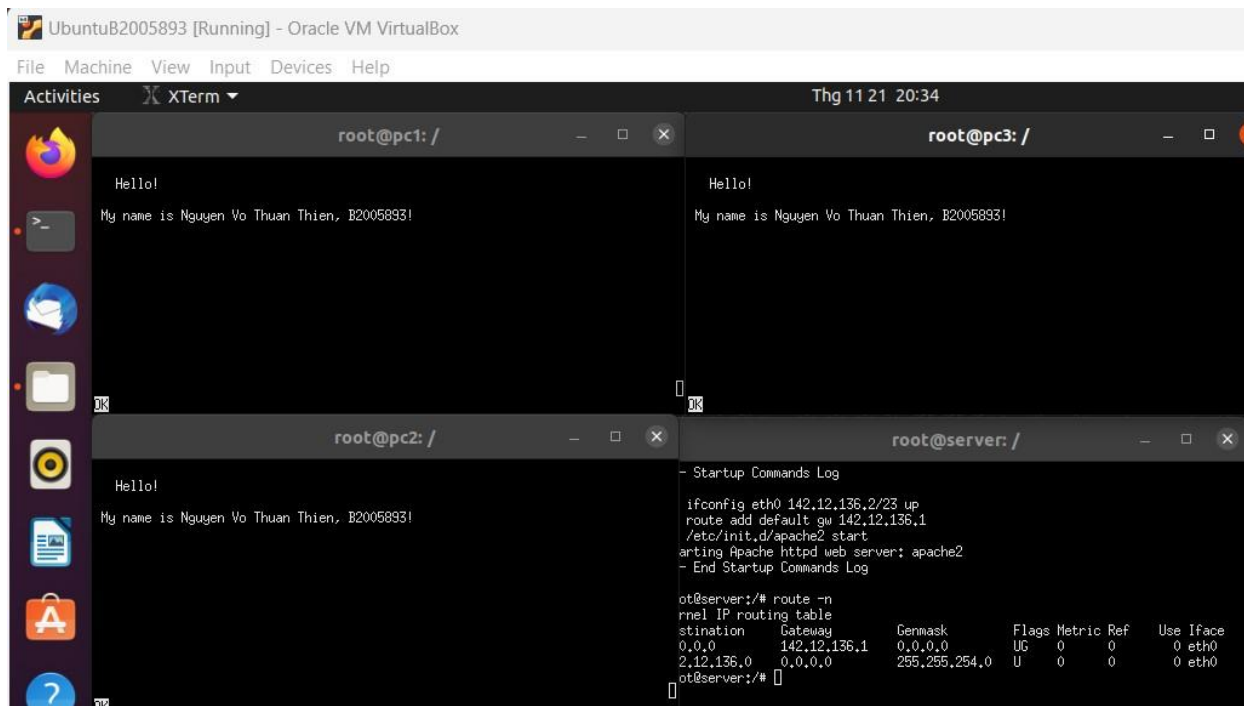 UbuntuB2005893 [Running] - Oracle VM VirtualBox
File Machine View Input Devices Help
Activities XTerm Thg 11 21 20:34
root@pc1: /
Hello!
My name is Nguyen Vo Thuan Thien, B2005893!
OK
root@pc3: /
Hello!
My name is Nguyen Vo Thuan Thien, B2005893!
OK
root@pc2: /
Hello!
My name is Nguyen Vo Thuan Thien, B2005893!
OK
root@server: /
- Startup Commands Log
ifconfig eth0 142.12.136.2/23 up
route add default gw 142.12.136.1
/etc/init.d/apache2 start
arting Apache httpd web server: apache2
- End Startup Commands Log
ot@server:/# route -n
rnel IP routing table
stination Gateway Genmask Flags Metric Ref Use Iface
0.0.0 142.12.136.1 0.0.0.0 UG 0 0 0 eth0
2.12.136.0 0.0.0.0 255.255.254.0 U 0 0 0 eth0
ot@server:/#